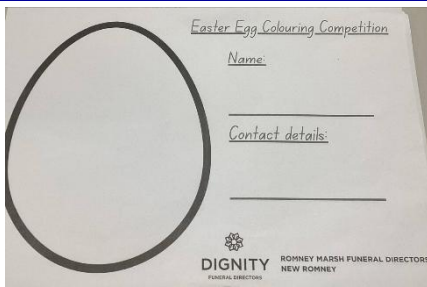 Easter Egg Colouring Competition
Name:
Contact details:
DIGNITY
FUNERAL DIRECTORS
ROMNEY MARSH FUNERAL DIRECTORS
NEW ROMNEY